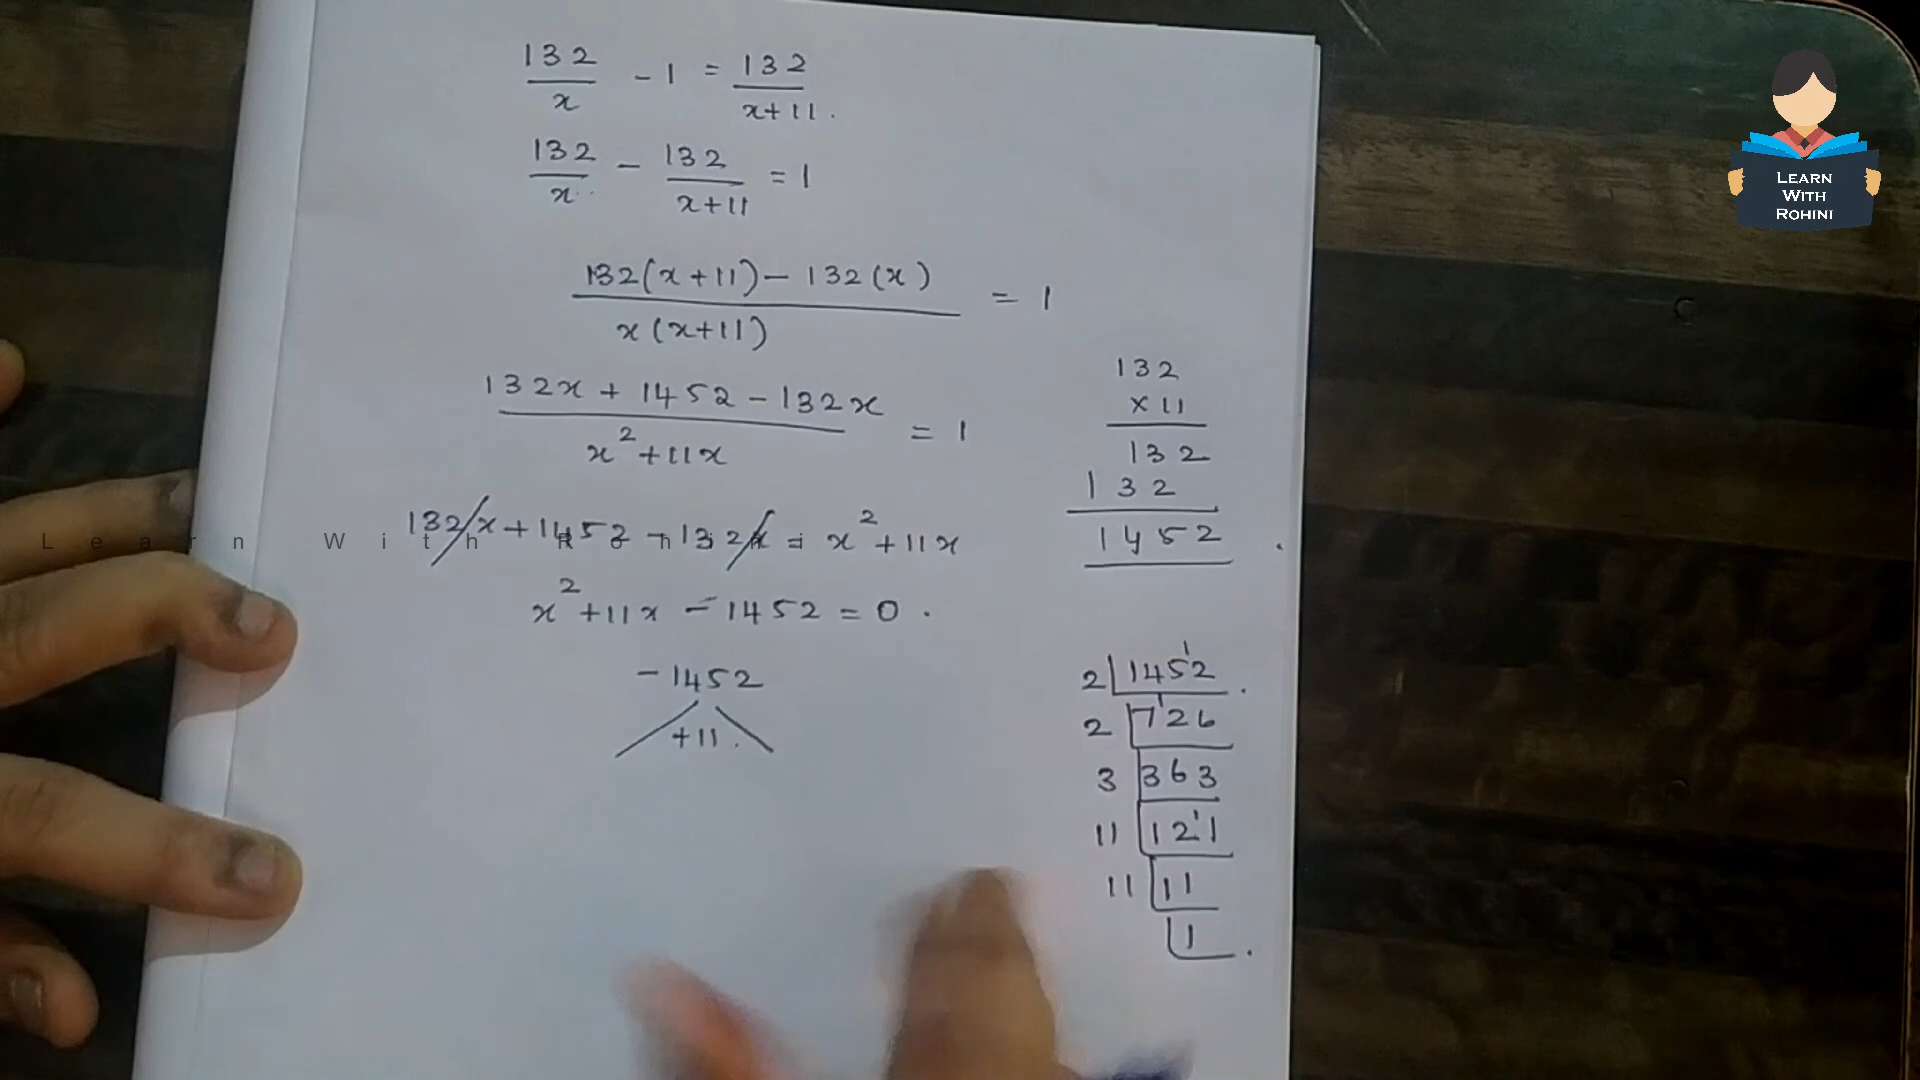 132/x - 1 = 132/x+11.
132/x - 132/x+11 = 1
132(x+11) - 132(x)/x(x+11) = 1
132x + 1452 - 132x/x²+11x = 1
132x + 1452 - 132x = x²+11x
x²+11x - 1452 = 0.
-1452
+11.
132
×11
132
132
1452
2 1452
2 726
3 363
11 121
11 11
1
LEARN
WITH
ROHINI
Learn With Rohini